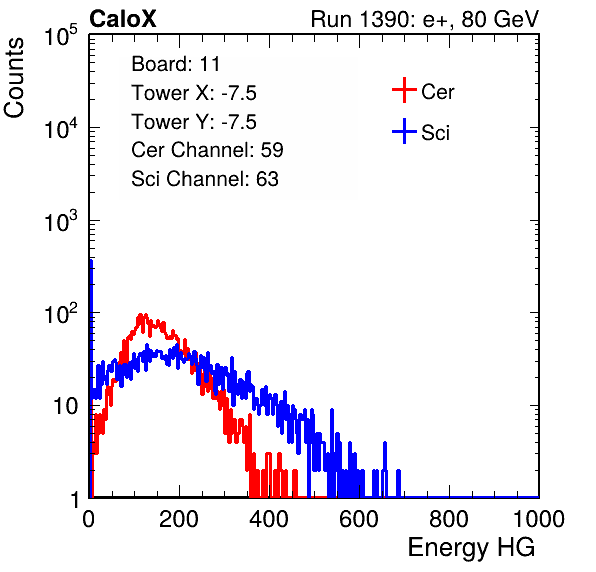 CaloX Run 1390: e+, 80 GeV
Counts
Board: 11
Tower X: -7.5
Tower Y: -7.5
Cer Channel: 59
Sci Channel: 63
Cer
Sci
10^5
10^4
10^3
10^2
10
1
0 200 400 600 800 1000
Energy HG